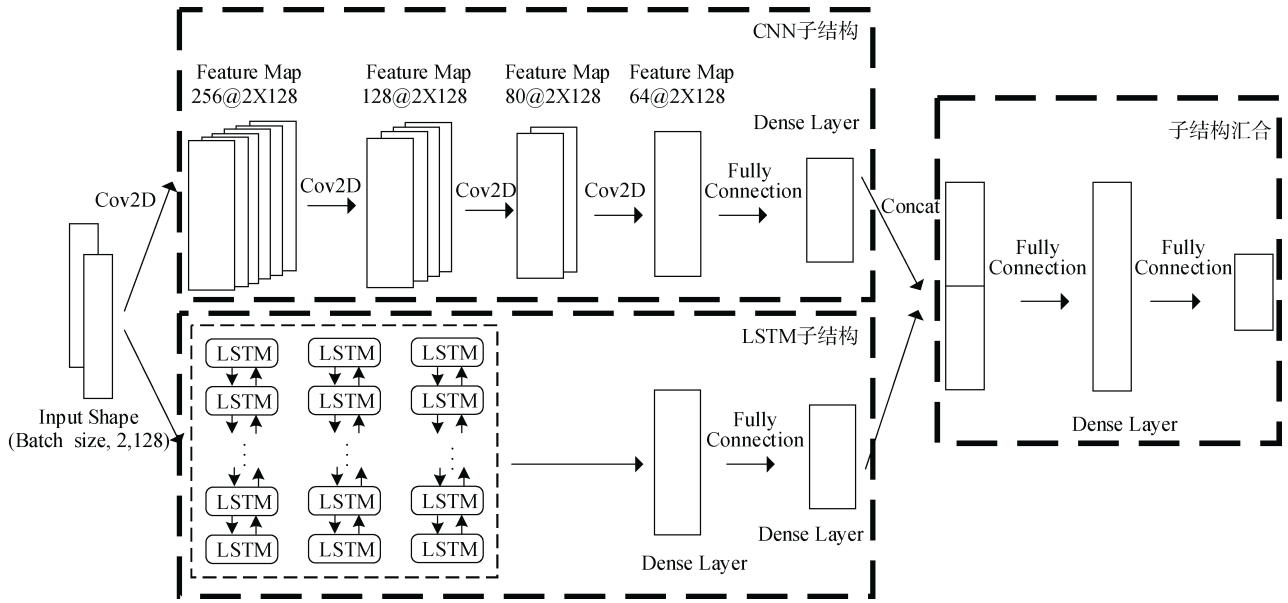 CNN子结构
Feature Map
256@2X128
Feature Map
128@2X128
Feature Map
80@2X128
Feature Map
64@2X128
Dense Layer
Cov2D
Cov2D
Cov2D
Cov2D
Fully
Connection
Input Shape
(Batch size, 2,128)
LSTM子结构
LSTM LSTM LSTM
LSTM LSTM LSTM
LSTM LSTM LSTM
LSTM LSTM LSTM
Dense Layer
Fully
Connection
Dense Layer
Concat
子结构汇合
Fully
Connection
Fully
Connection
Dense Layer